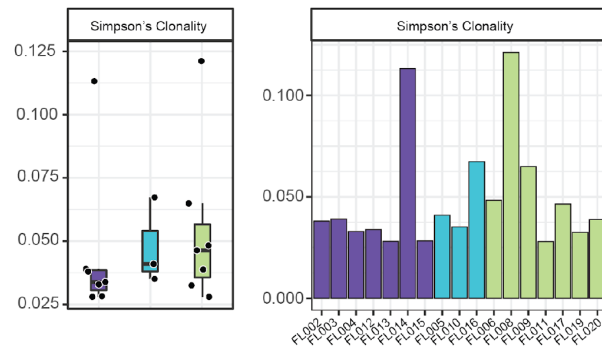 Simpson's Clonality
0.125
0.100
0.075
0.050
0.025
Simpson's Clonality
0.100
0.050
0.000
FL002
FL003
FL004
FL012
FL013
FL014
FL015
FL005
FL010
FL016
FL006
FL008
FL009
FL011
FL017
FL019
FL020